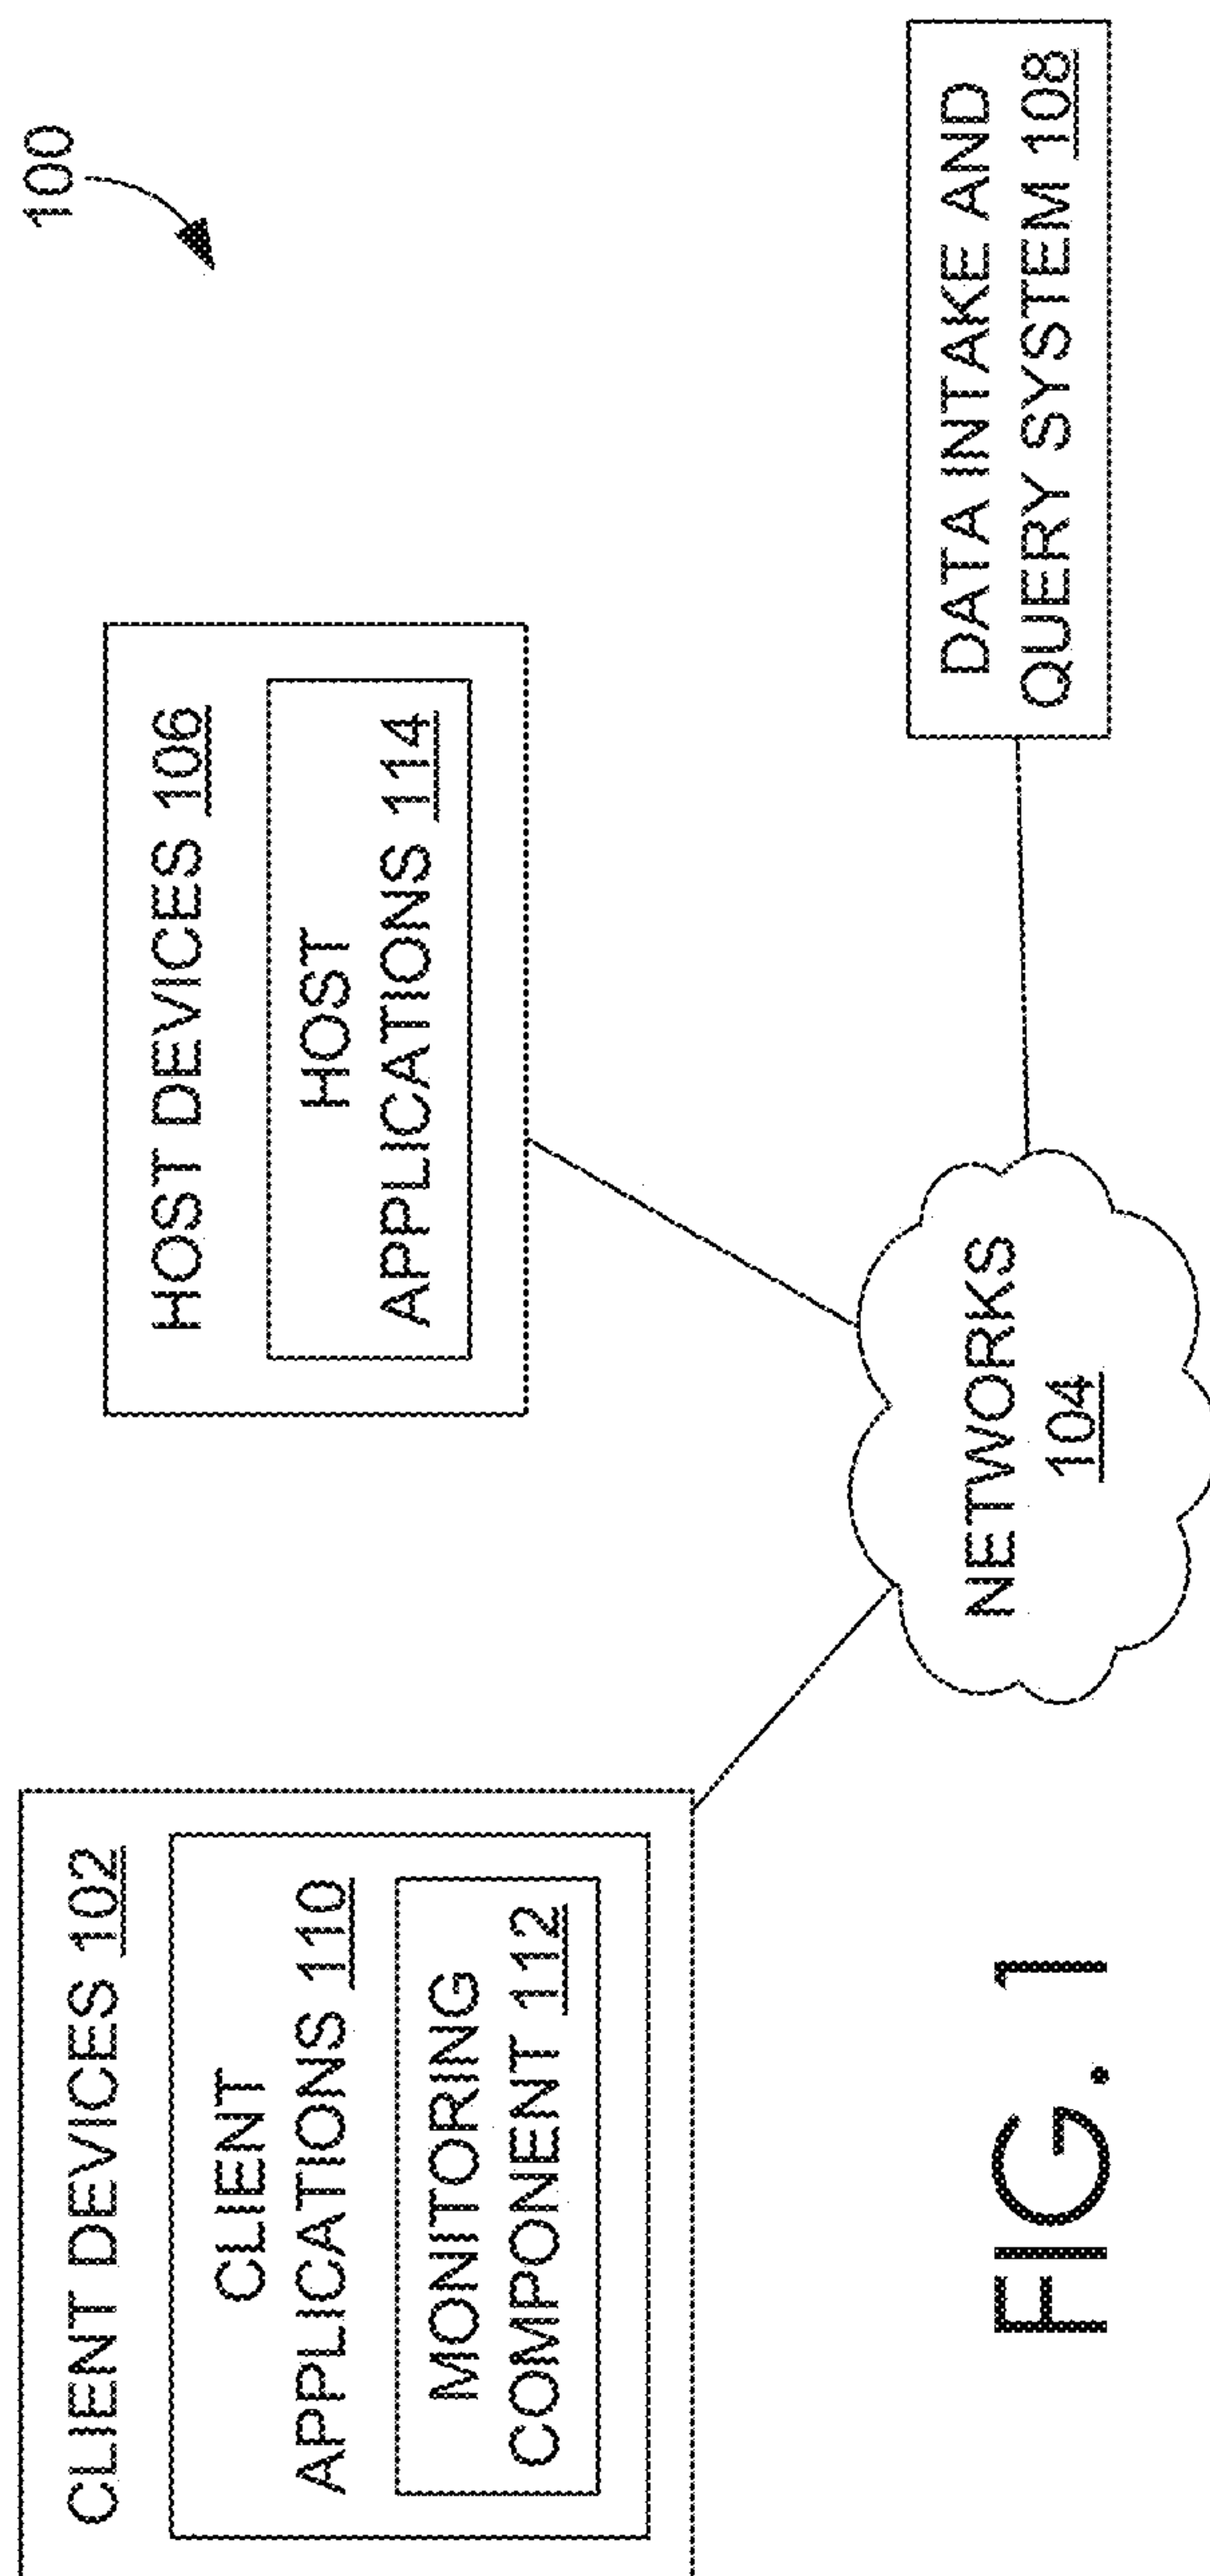 100
CLIENT DEVICES 102
CLIENT
APPLICATIONS 110
MONITORING
COMPONENT 112
HOST DEVICES 106
HOST
APPLICATIONS 114
NETWORKS
104
DATA INTAKE AND
QUERY SYSTEM 108
FIG. 1